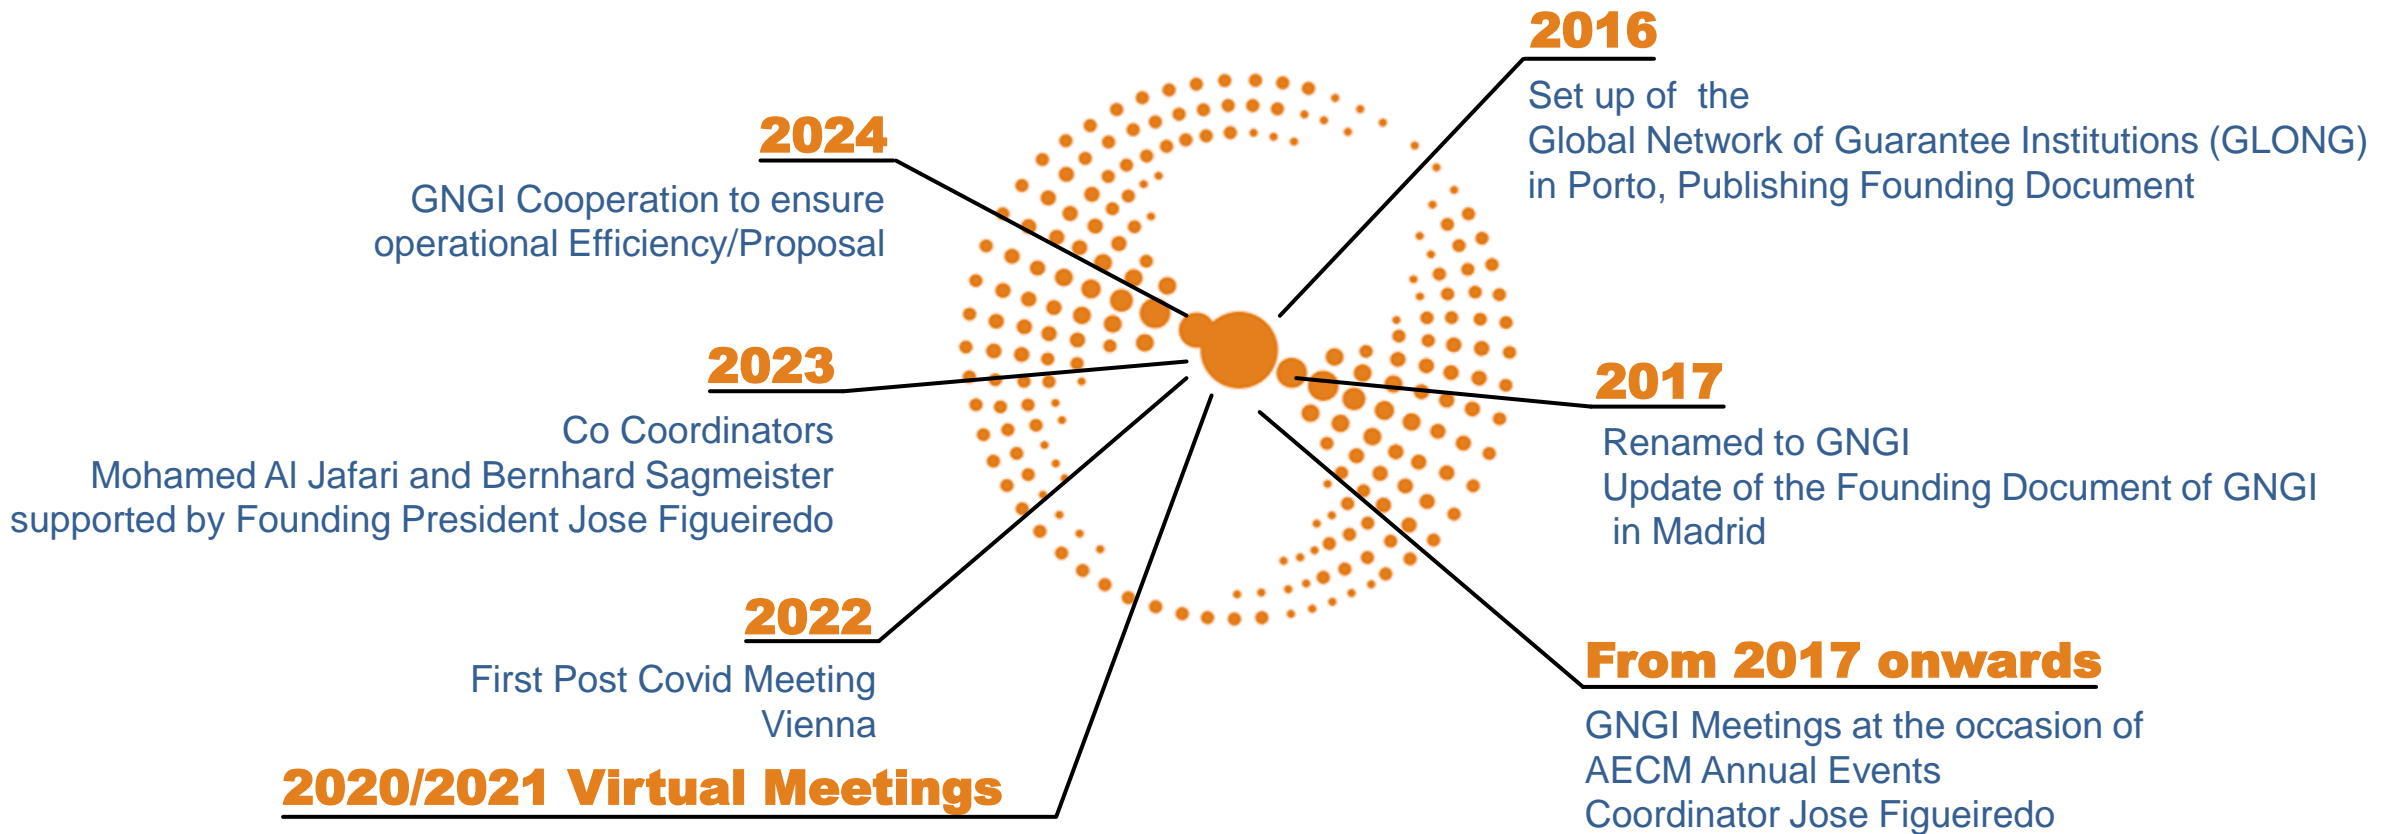 2016
Set up of the
Global Network of Guarantee Institutions (GLONG)
in Porto, Publishing Founding Document
2017
Renamed to GNGI
Update of the Founding Document of GNGI
in Madrid
From 2017 onwards
GNGI Meetings at the occasion of
AECM Annual Events
Coordinator Jose Figueiredo
2020/2021 Virtual Meetings
2022
First Post Covid Meeting
Vienna
2023
Co Coordinators
Mohamed Al Jafari and Bernhard Sagmeister
supported by Founding President Jose Figueiredo
2024
GNGI Cooperation to ensure
operational Efficiency/Proposal